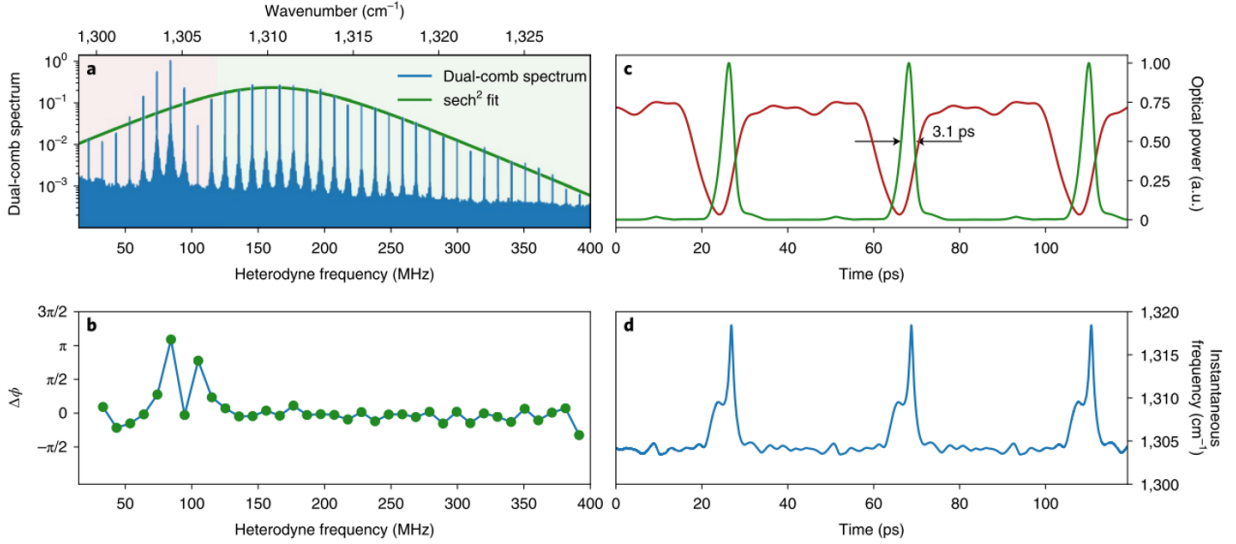 Wavenumber (cm⁻¹)
1,300 1,305 1,310 1,315 1,320 1,325
a
Dual-comb spectrum
sech² fit
Dual-comb spectrum
10⁰
10⁻¹
10⁻²
10⁻³
50 100 150 200 250 300 350 400
Heterodyne frequency (MHz)
c
3.1 ps
1.00
0.75
0.50
0.25
0
Optical power (a.u.)
0 20 40 60 80 100
Time (ps)
b
Δϕ
3π/2
π
π/2
0
−π/2
50 100 150 200 250 300 350 400
Heterodyne frequency (MHz)
d
1,320
1,315
1,310
1,305
1,300
Instantaneous
frequency (cm⁻¹)
0 20 40 60 80 100
Time (ps)